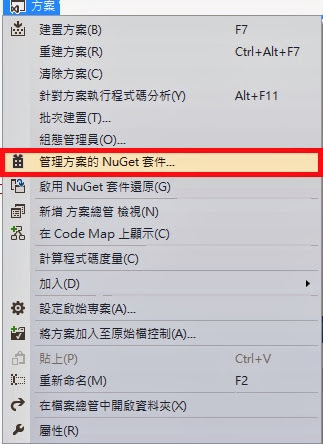 方案
建置方案(B) F7
重建方案(R) Ctrl+Alt+F7
清除方案(C)
針對方案執行程式碼分析(Y) Alt+F11
批次建置(T)...
組態管理員(O)...
管理方案的 NuGet 套件...
啟用 NuGet 套件還原(G)
新增 方案總管 檢視(N)
在 Code Map 上顯示(C)
計算程式碼度量(C)
加入(D)
設定啟始專案(A)...
將方案加入至原始檔控制(A)...
貼上(P) Ctrl+V
重新命名(M) F2
在檔案總管中開啟資料夾(X)
屬性(R)